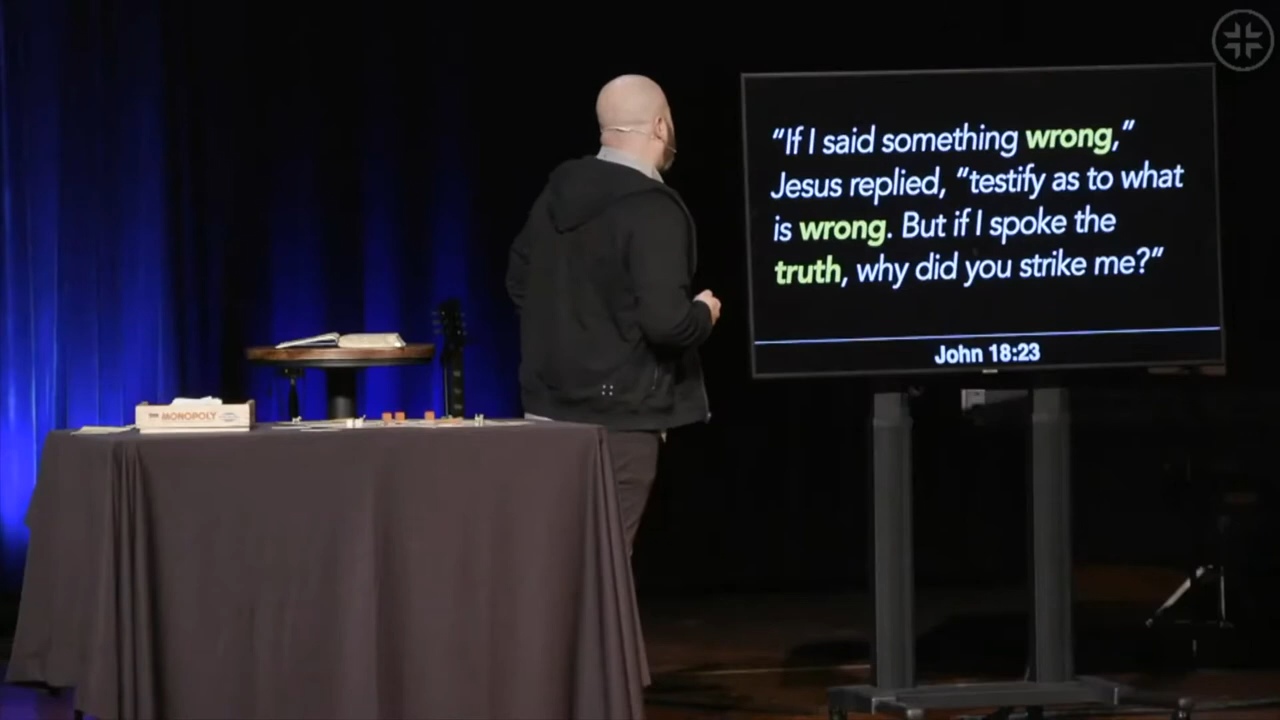 “If I said something wrong,”
Jesus replied, “testify as to what
is wrong. But if I spoke the
truth, why did you strike me?”
John 18:23
MONOPOLY